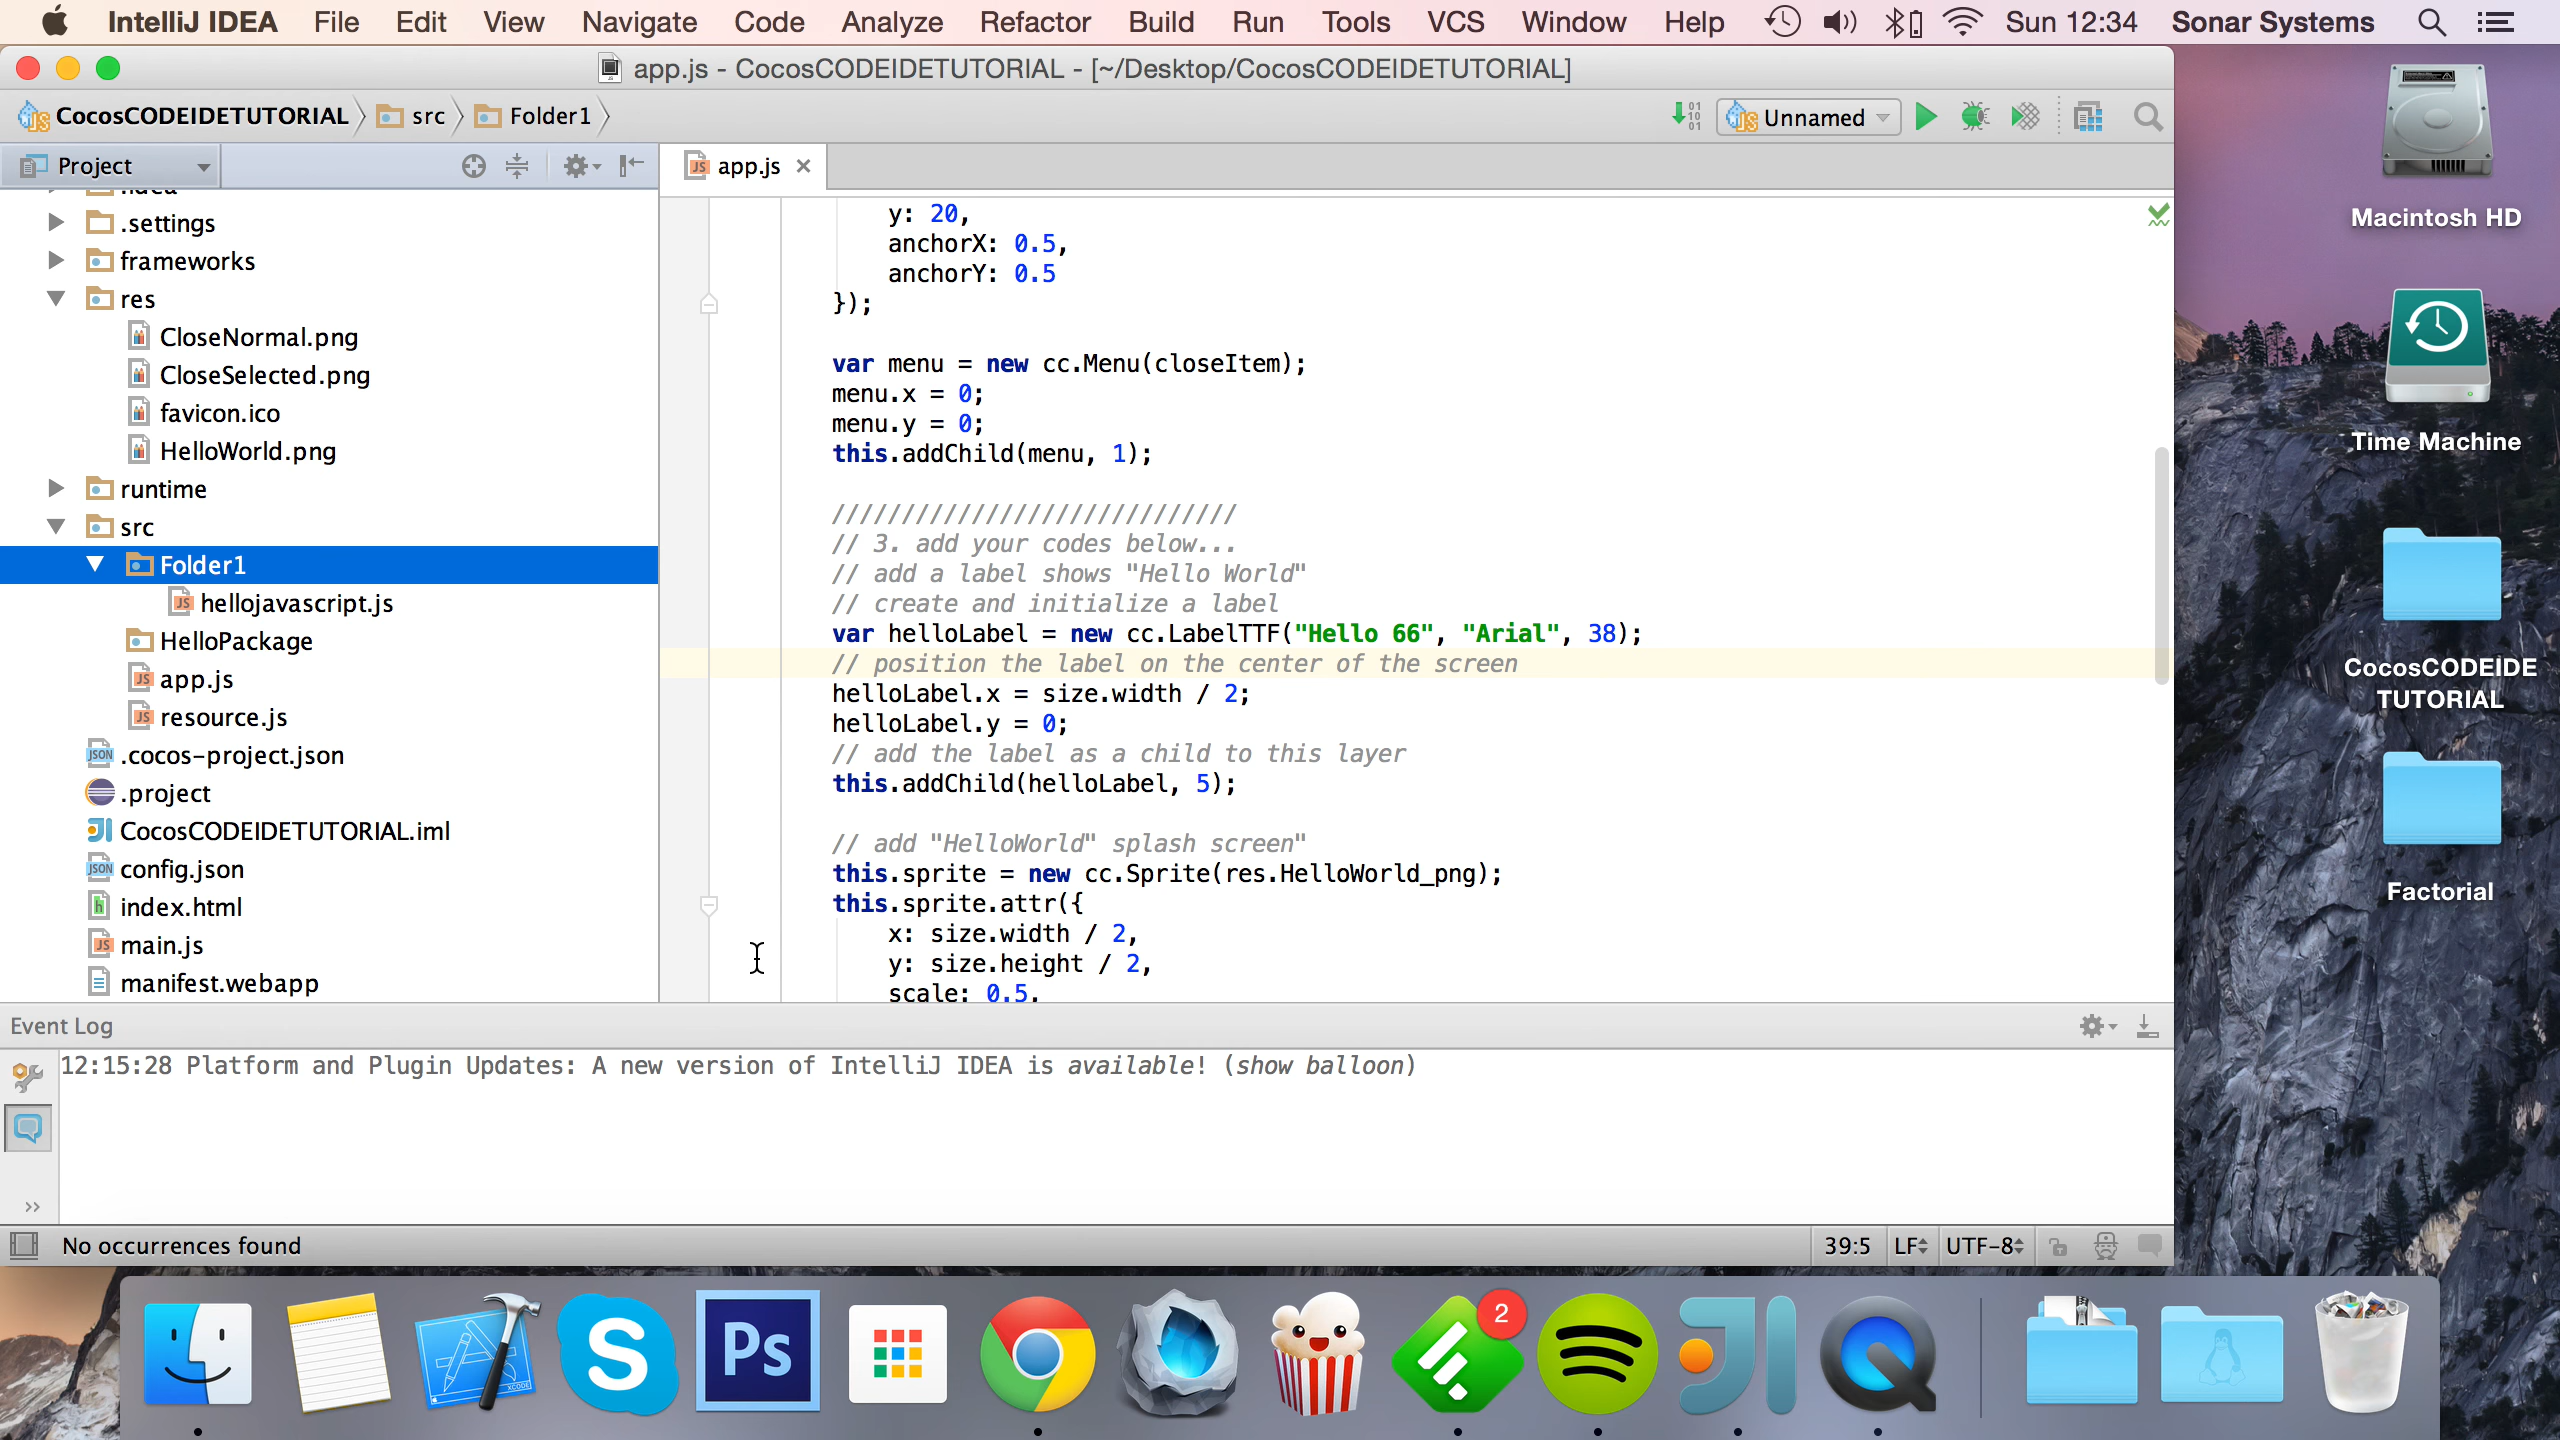 IntelliJ IDEA File Edit View Navigate Code Analyze Refactor Build Run Tools VCS Window Help Sun 12:34 Sonar Systems
app.js - CocosCODEIDETUTORIAL - [~/Desktop/CocosCODEIDETUTORIAL]
CocosCODEIDETUTORIAL src Folder1 Unnamed
Project
app.js
.settings
frameworks
res
CloseNormal.png
CloseSelected.png
favicon.ico
HelloWorld.png
runtime
src
Folder1
hellojavascript.js
HelloPackage
app.js
resource.js
.cocos-project.json
.project
CocosCODEIDETUTORIAL.iml
config.json
index.html
main.js
manifest.webapp
y: 20,
anchorX: 0.5,
anchorY: 0.5
});
var menu = new cc.Menu(closeItem);
menu.x = 0;
menu.y = 0;
this.addChild(menu, 1);
/////////////////////////////
// 3. add your codes below...
// add a label shows "Hello World"
// create and initialize a label
var helloLabel = new cc.LabelTTF("Hello 66", "Arial", 38);
// position the label on the center of the screen
helloLabel.x = size.width / 2;
helloLabel.y = 0;
// add the label as a child to this layer
this.addChild(helloLabel, 5);
// add "HelloWorld" splash screen"
this.sprite = new cc.Sprite(res.HelloWorld_png);
this.sprite.attr({
x: size.width / 2,
y: size.height / 2,
scale: 0.5,
Event Log
12:15:28 Platform and Plugin Updates: A new version of IntelliJ IDEA is available! (show balloon)
No occurrences found
39:5 LF UTF-8
Macintosh HD
Time Machine
CocosCODEIDE
TUTORIAL
Factorial
Ps
2